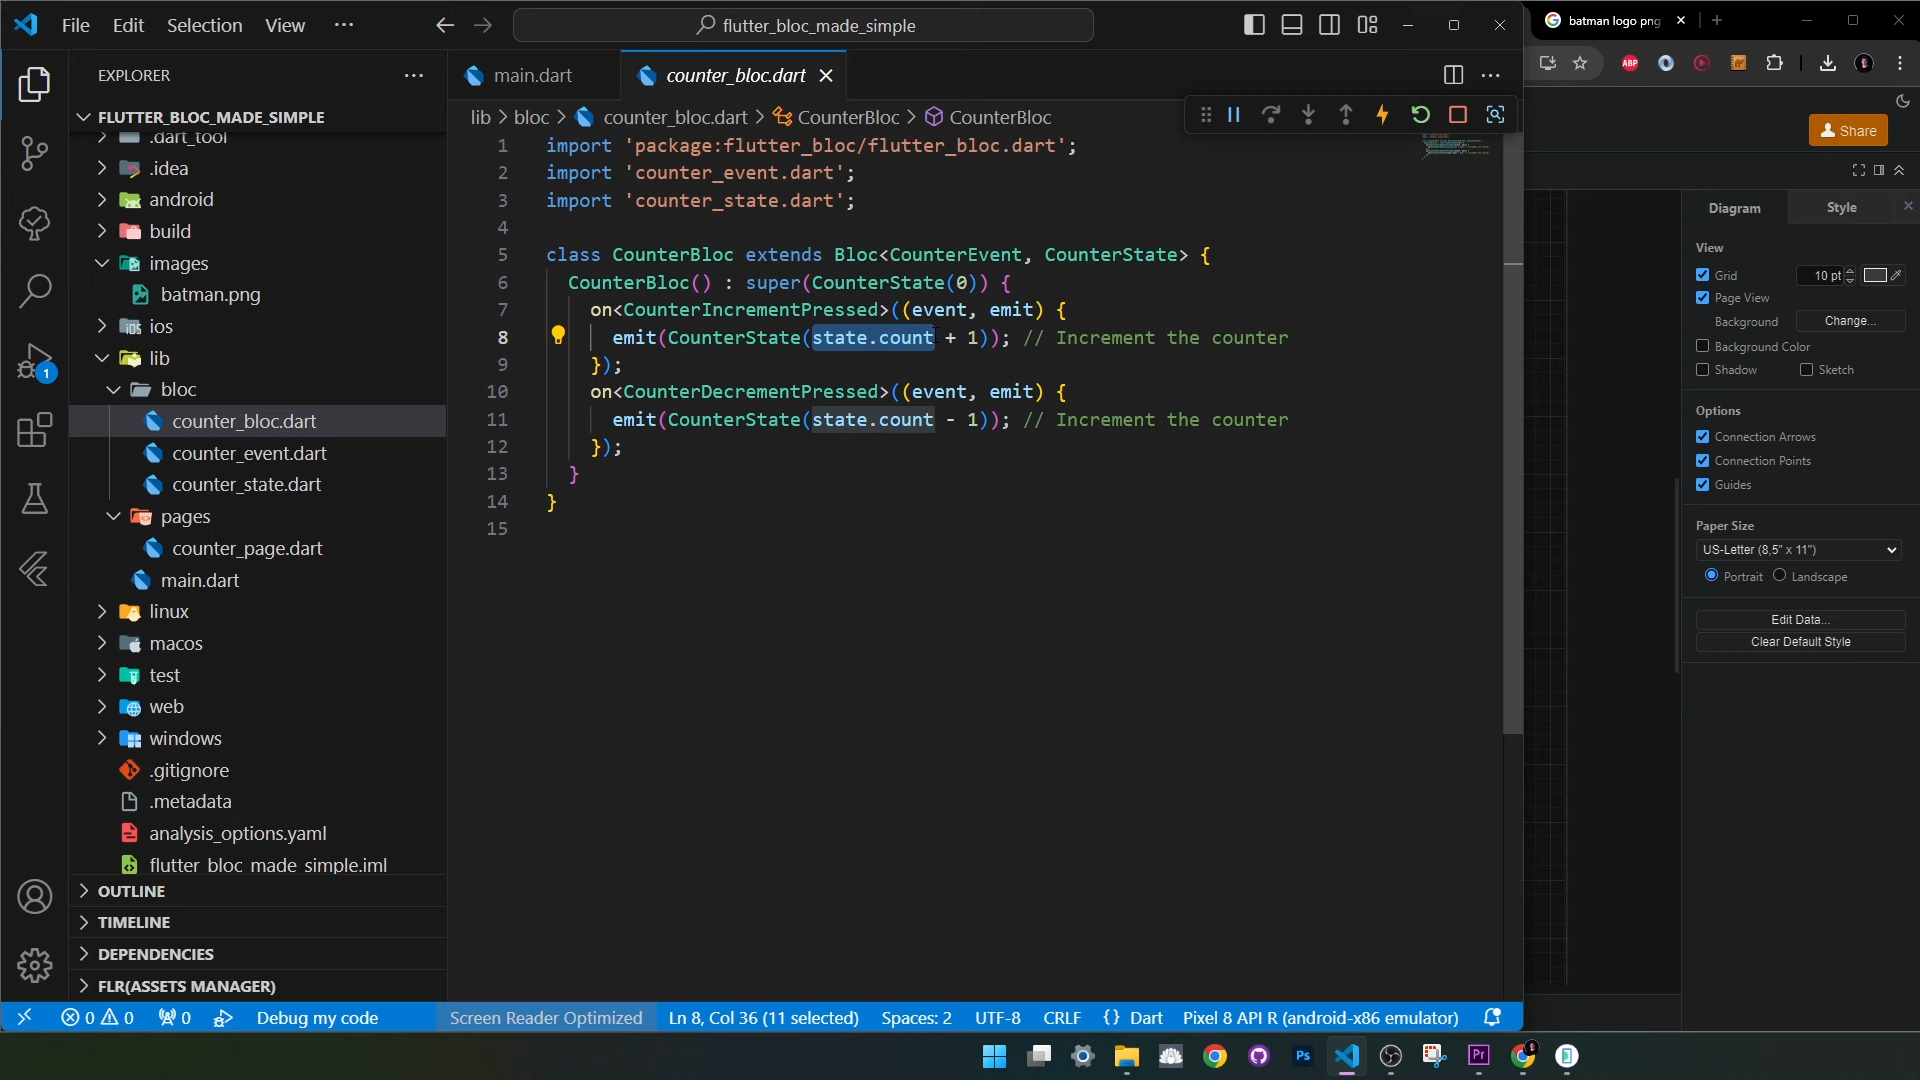 File Edit Selection View
flutter_bloc_made_simple
batman logo png
EXPLORER
main.dart
counter_bloc.dart
FLUTTER_BLOC_MADE_SIMPLE
lib > bloc > counter_bloc.dart > CounterBloc > CounterBloc
Share
.dart_tool
.idea
android
build
images
batman.png
ios
lib
bloc
counter_bloc.dart
counter_event.dart
counter_state.dart
pages
counter_page.dart
main.dart
linux
macos
test
web
windows
.gitignore
.metadata
analysis_options.yaml
flutter_bloc_made_simple.iml
OUTLINE
TIMELINE
DEPENDENCIES
FLR(ASSETS MANAGER)
1 import 'package:flutter_bloc/flutter_bloc.dart';
2 import 'counter_event.dart';
3 import 'counter_state.dart';
4
5 class CounterBloc extends Bloc<CounterEvent, CounterState> {
6 CounterBloc() : super(CounterState(0)) {
7 on<CounterIncrementPressed>((event, emit) {
8 emit(CounterState(state.count + 1)); // Increment the counter
9 });
10 on<CounterDecrementPressed>((event, emit) {
11 emit(CounterState(state.count - 1)); // Increment the counter
12 });
13 }
14 }
15
Diagram Style
View
Grid 10 pt
Page View
Background Change...
Background Color
Shadow Sketch
Options
Connection Arrows
Connection Points
Guides
Paper Size
US-Letter (8,5" x 11")
Portrait Landscape
Edit Data...
Clear Default Style
1
ABP
0 0 0 Debug my code Screen Reader Optimized Ln 8, Col 36 (11 selected) Spaces: 2 UTF-8 CRLF {} Dart Pixel 8 API R (android-x86 emulator)
Ps
Pr